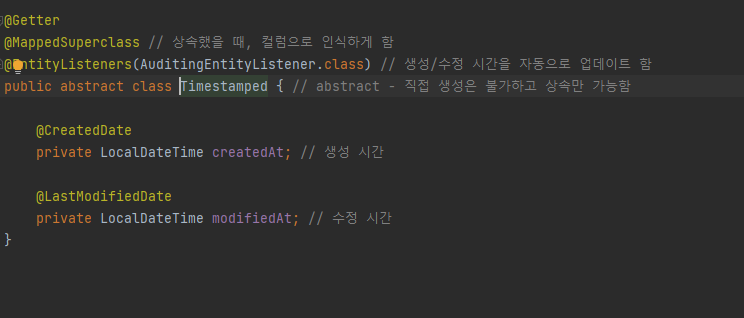 @Getter
@MappedSuperclass // 상속했을 때, 컬럼으로 인식하게 함
@EntityListeners(AuditingEntityListener.class) // 생성/수정 시간을 자동으로 업데이트 함
public abstract class Timestamped { // abstract - 직접 생성은 불가하고 상속만 가능함
@CreatedDate
private LocalDateTime createdAt; // 생성 시간
@LastModifiedDate
private LocalDateTime modifiedAt; // 수정 시간
}